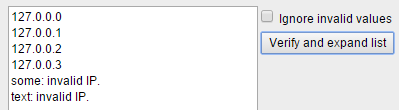 127.0.0.0
127.0.0.1
127.0.0.2
127.0.0.3
some: invalid IP.
text: invalid IP.
Ignore invalid values
Verify and expand list